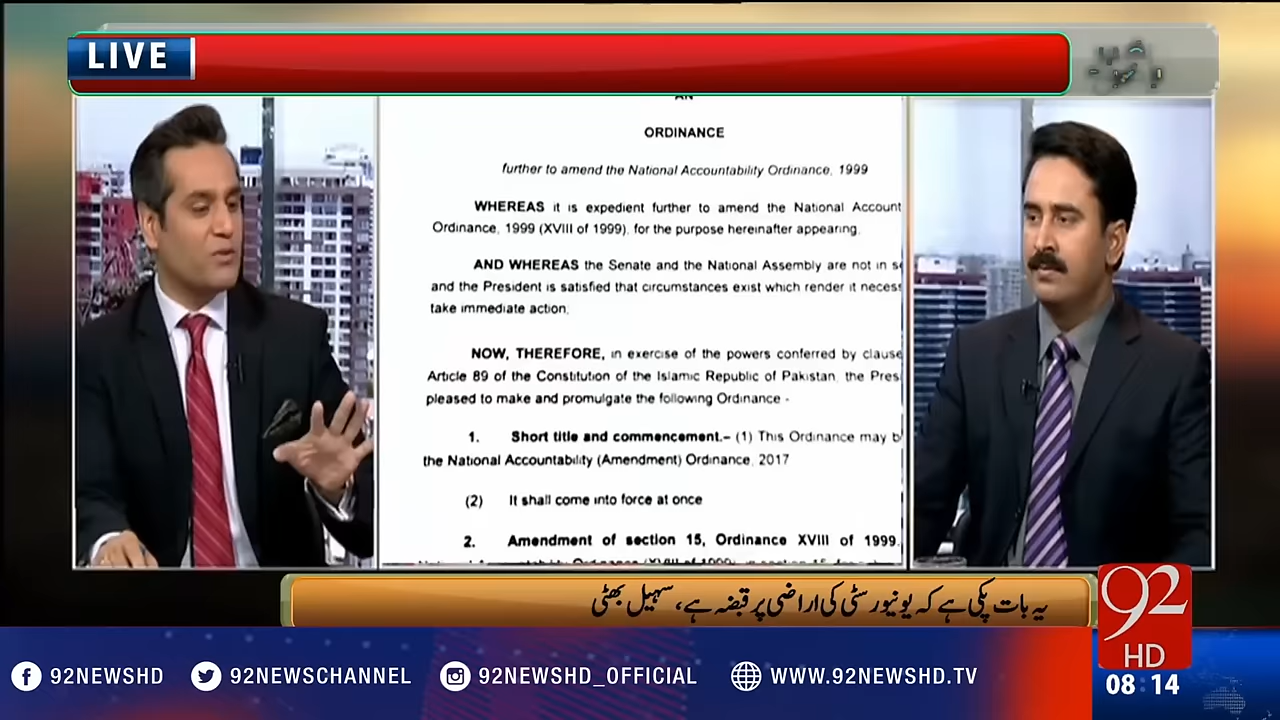 LIVE
AN
ORDINANCE
further to amend the National Accountability Ordinance, 1999
WHEREAS it is expedient further to amend the National Account
Ordinance, 1999 (XVIII of 1999), for the purpose hereinafter appearing;
AND WHEREAS the Senate and the National Assembly are not in s
and the President is satisfied that circumstances exist which render it neces
take immediate action;
NOW, THEREFORE, in exercise of the powers conferred by clause
Article 89 of the Constitution of the Islamic Republic of Pakistan, the Pres
pleased to make and promulgate the following Ordinance -
1. Short title and commencement.– (1) This Ordinance may b
the National Accountability (Amendment) Ordinance, 2017
(2) It shall come into force at once
2. Amendment of section 15, Ordinance XVIII of 1999.
یہ بات پکی ہے کہ یونیورسٹی کی اراضی پر قبضہ ہے، سہیل بھٹی
92
HD
92NEWSHD 92NEWSCHANNEL 92NEWSHD_OFFICIAL WWW.92NEWSHD.TV
08:14